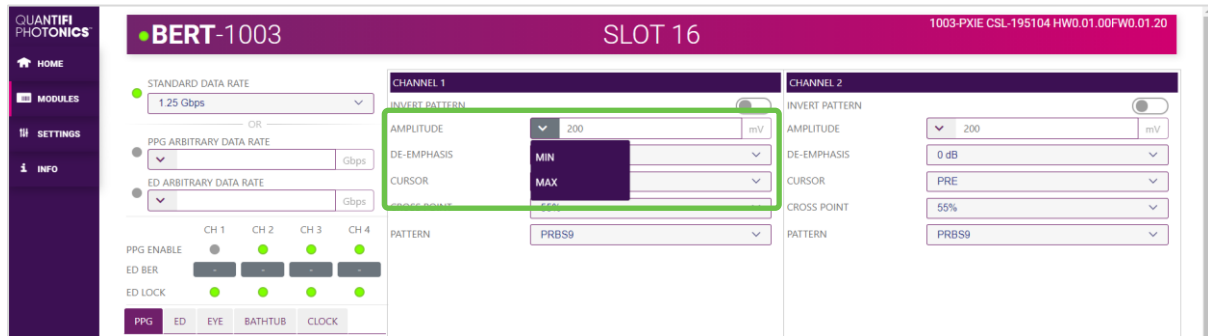 QUANTIFI
PHOTONICS
BERT-1003
SLOT 16
1003-PXIE CSL-195104 HW0.01.00FW0.01.20
HOME
MODULES
SETTINGS
INFO
STANDARD DATA RATE
1.25 Gbps
OR
PPG ARBITRARY DATA RATE
Gbps
ED ARBITRARY DATA RATE
Gbps
CH 1 CH 2 CH 3 CH 4
PPG ENABLE
ED BER - - - -
ED LOCK
PPG ED EYE BATHTUB CLOCK
CHANNEL 1
INVERT PATTERN
AMPLITUDE 200 mV
MIN
MAX
DE-EMPHASIS
CURSOR
CROSS POINT 55%
PATTERN PRBS9
CHANNEL 2
INVERT PATTERN
AMPLITUDE 200 mV
DE-EMPHASIS 0 dB
CURSOR PRE
CROSS POINT 55%
PATTERN PRBS9